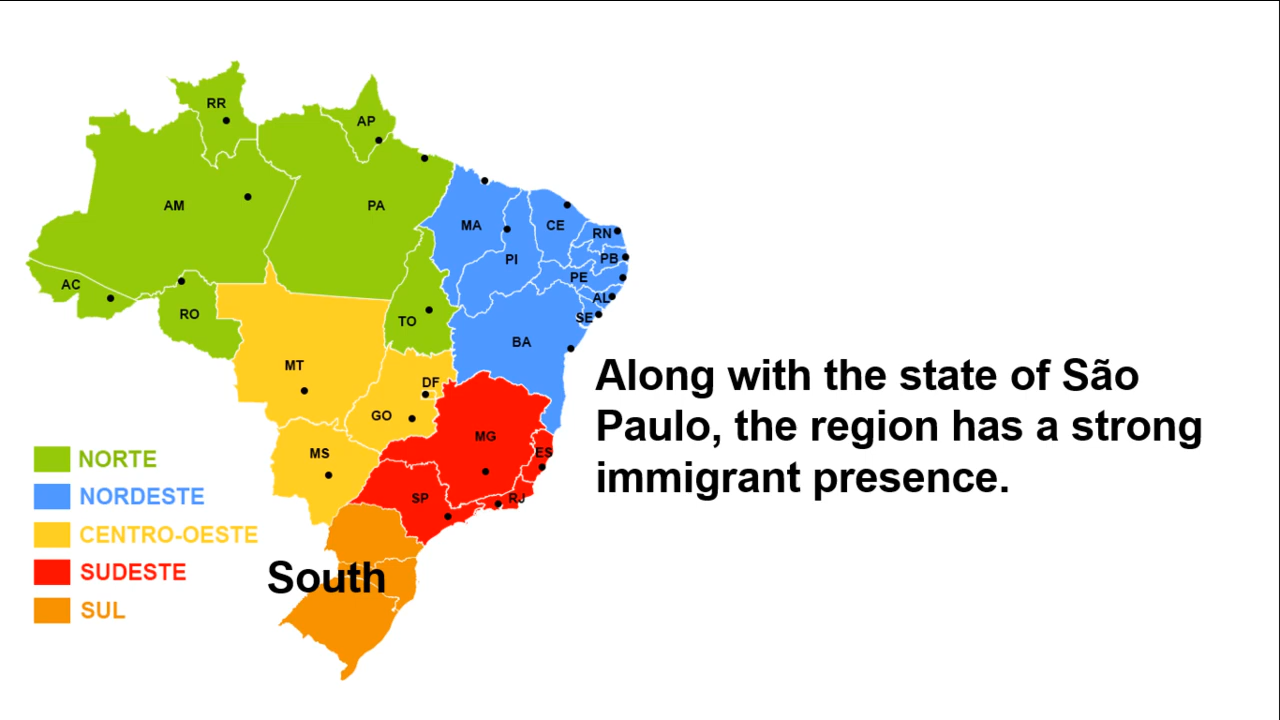 RR
AP
AM
PA
MA
CE
RN
PI
PB
PE
AC
AL
RO
TO
SE
BA
MT
DF
GO
MG
MS
ES
SP
RJ
Along with the state of São
Paulo, the region has a strong
immigrant presence.
NORTE
NORDESTE
CENTRO-OESTE
SUDESTE
SUL
South